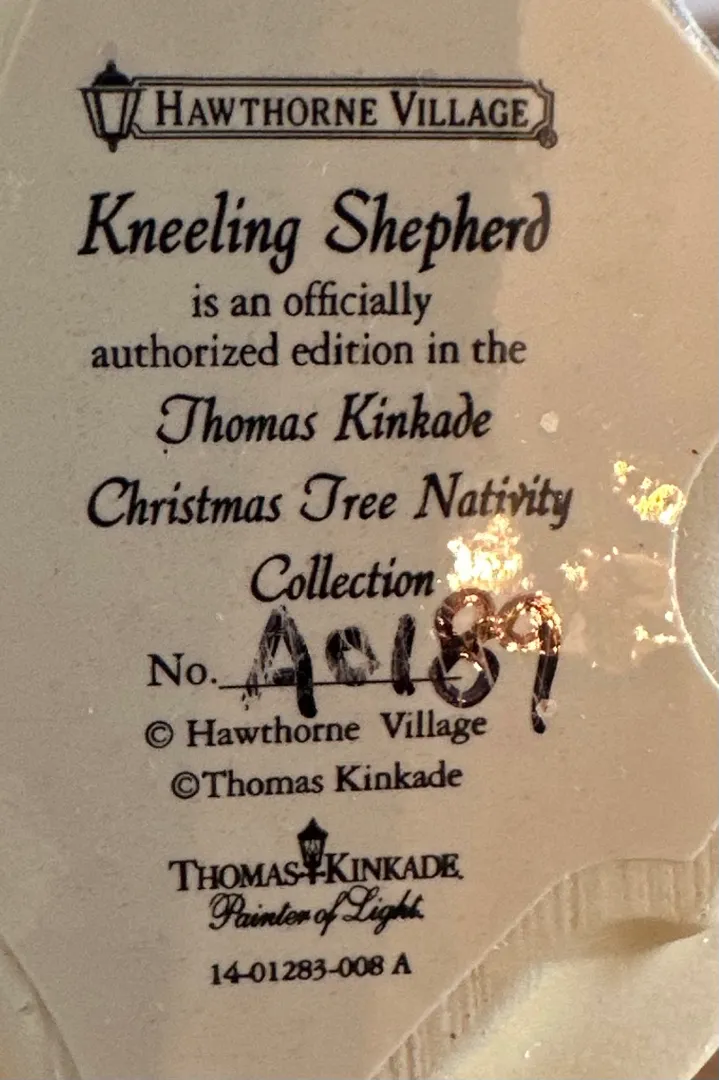 HAWTHORNE VILLAGE ®
Kneeling Shepherd
is an officially
authorized edition in the
Thomas Kinkade
Christmas Tree Nativity
Collection
No. A0189
© Hawthorne Village
©Thomas Kinkade
THOMAS KINKADE.
Painter of Light.
14-01283-008 A